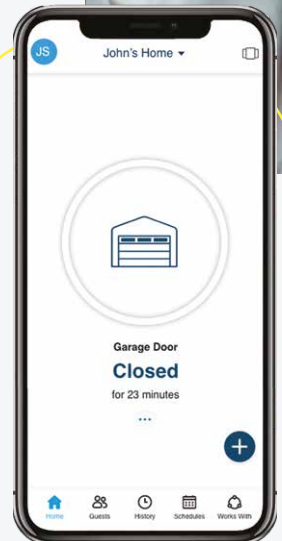 JS
John's Home
Garage Door
Closed
for 23 minutes
Home
Guests
History
Schedules
Works With